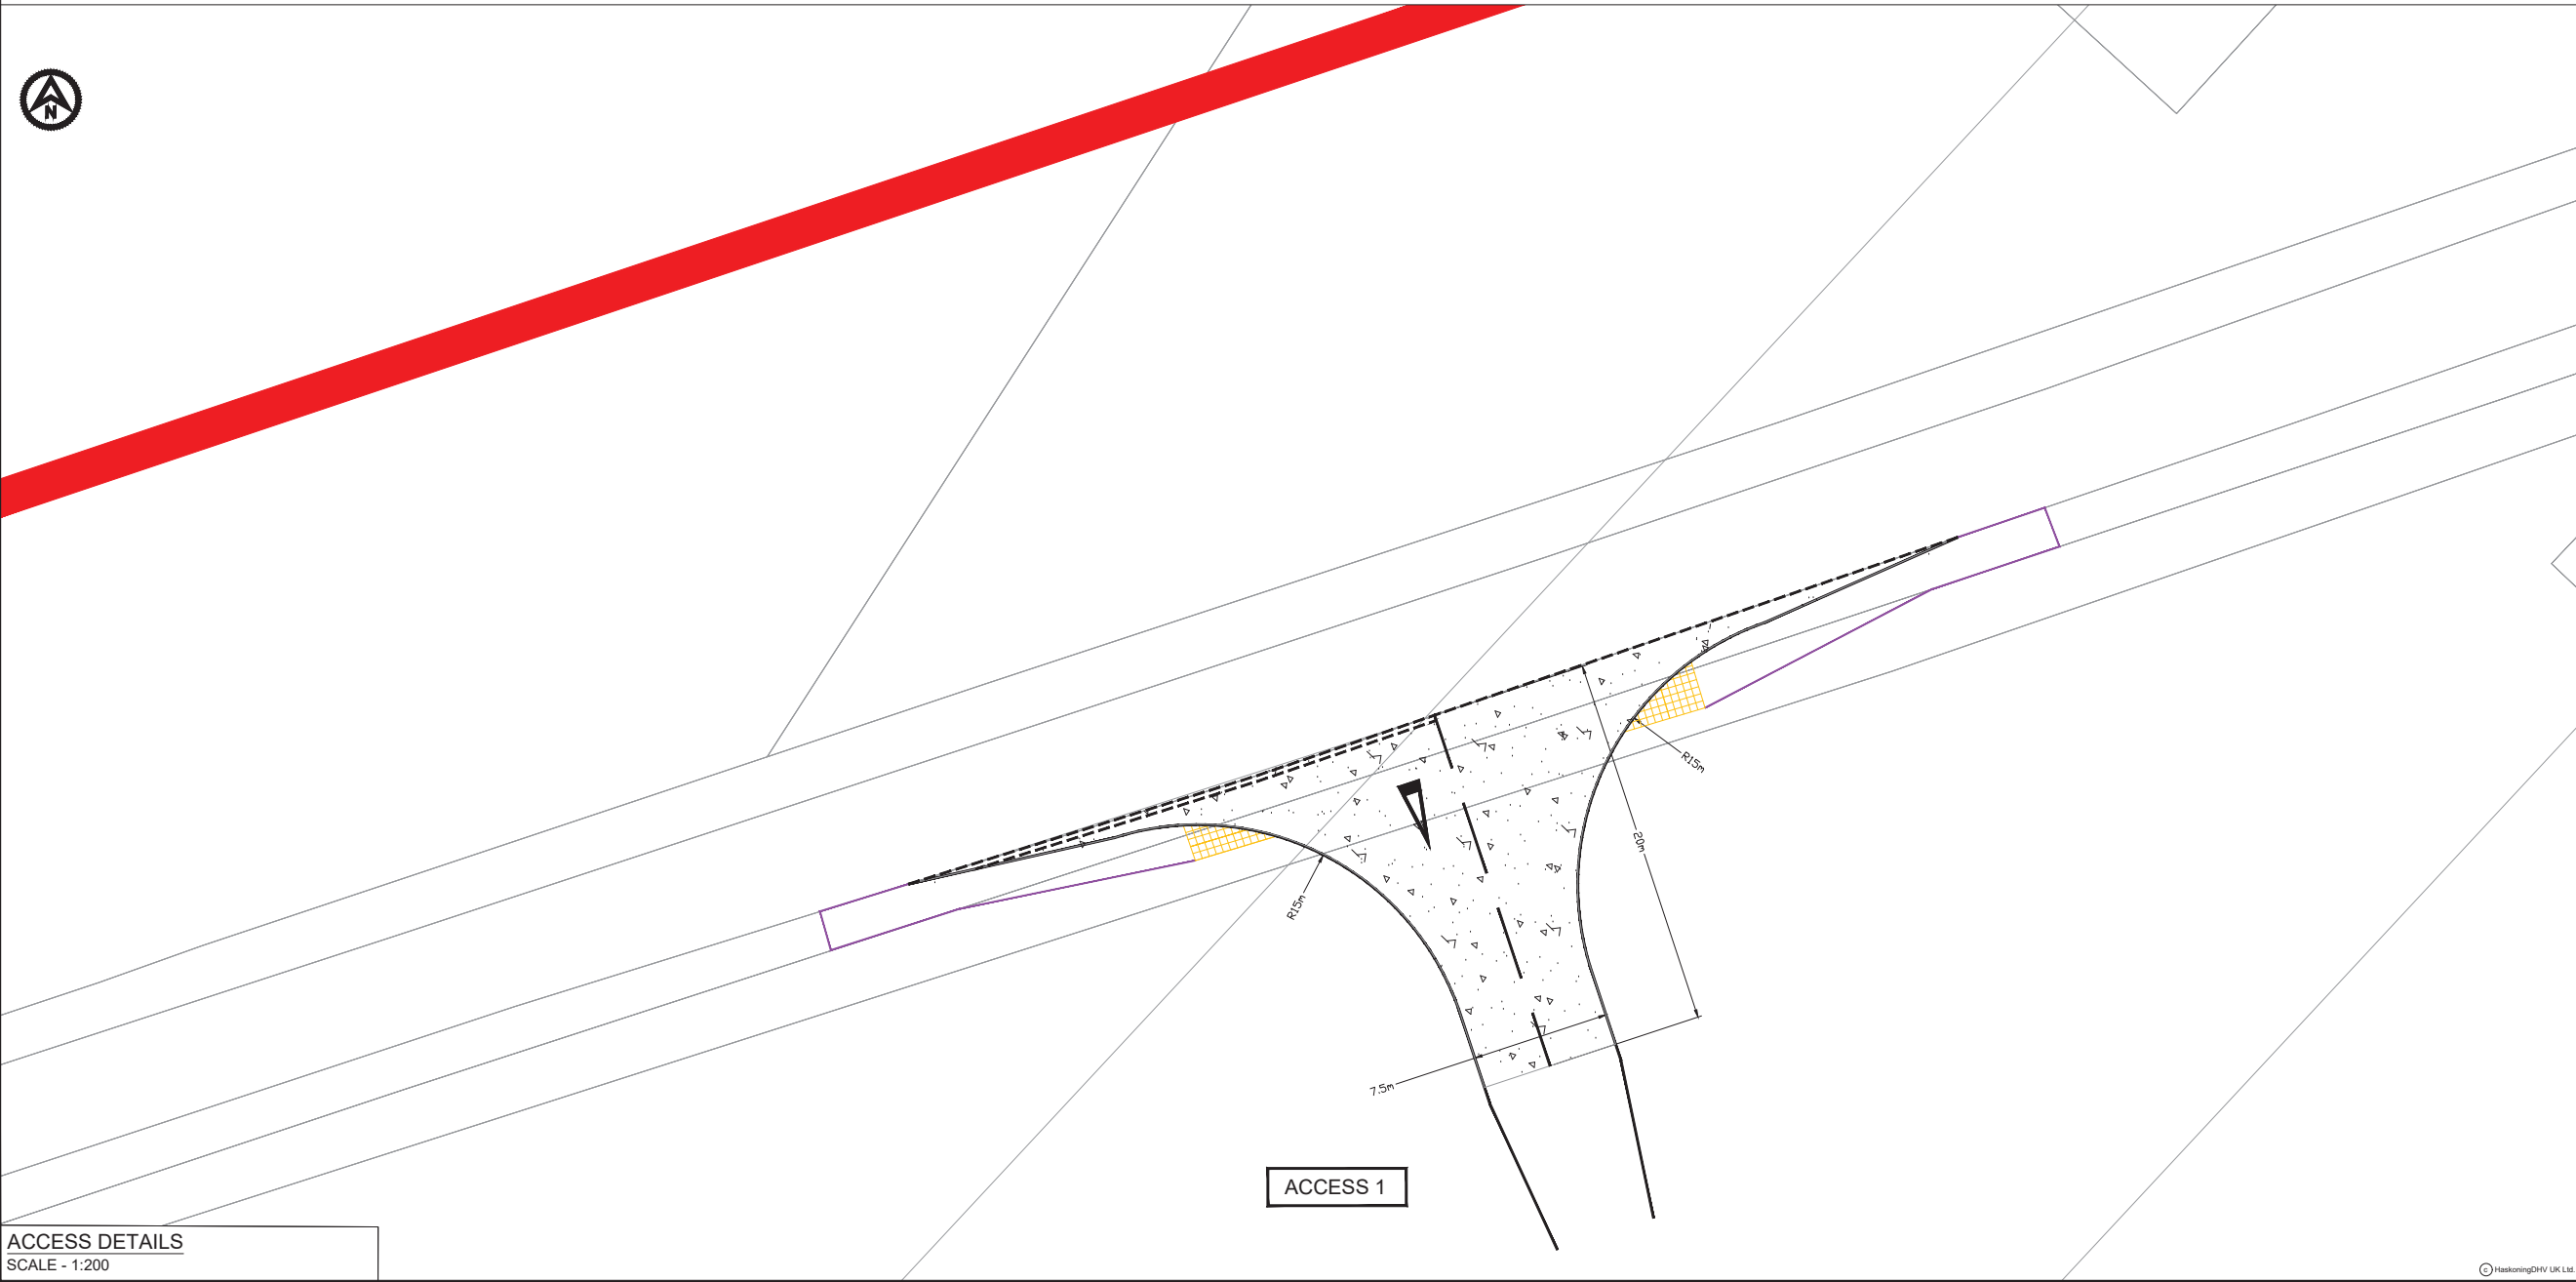 N
R15m
20m
R15m
7.5m
ACCESS 1
ACCESS DETAILS
SCALE - 1:200
c HaskoningDHV UK Ltd.